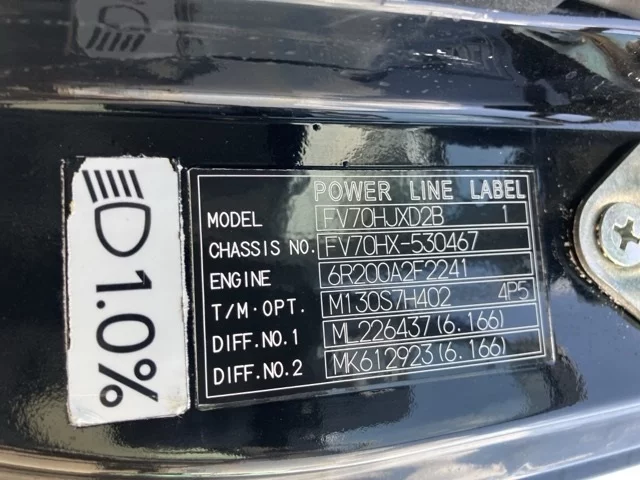 POWER LINE LABEL
MODEL FV70HJXD2B 1
CHASSIS NO. FV70HX-530467
ENGINE 6R200A2F2241
T/M·OPT. M130S7H402 4P5
DIFF.NO.1 ML226437(6.166)
DIFF.NO.2 MK612923(6.166)
1.0%